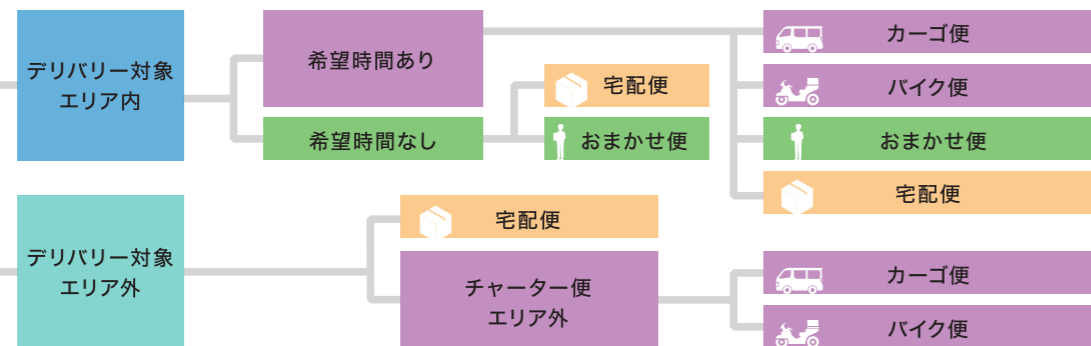 デリバリー対象
エリア内
希望時間あり
希望時間なし
宅配便
おまかせ便
カーゴ便
バイク便
おまかせ便
宅配便
デリバリー対象
エリア外
宅配便
チャーター便
エリア外
カーゴ便
バイク便